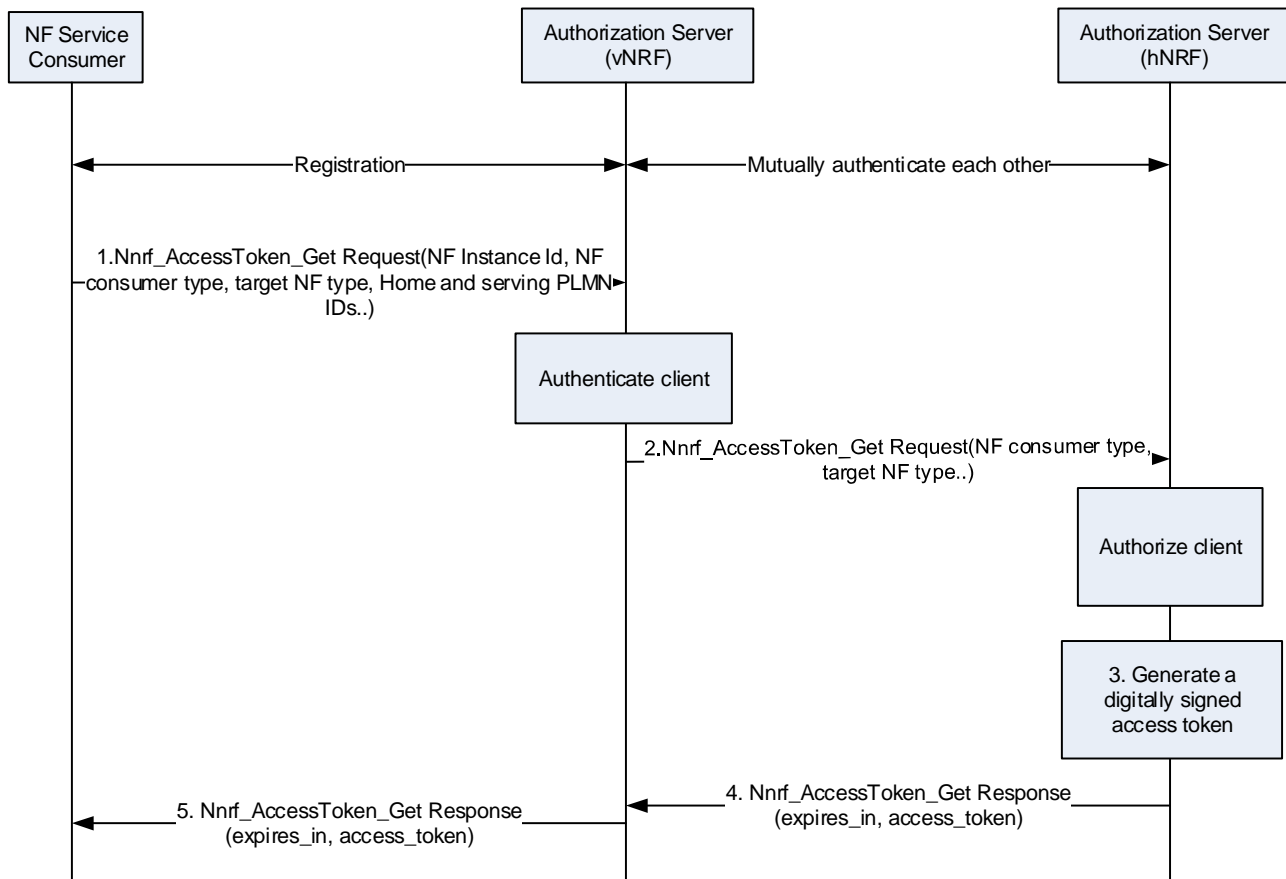 NF Service
Consumer
Authorization Server
(vNRF)
Authorization Server
(hNRF)
Registration
Mutually authenticate each other
1.Nnrf_AccessToken_Get Request(NF Instance Id, NF
consumer type, target NF type, Home and serving PLMN
IDs..)
Authenticate client
2.Nnrf_AccessToken_Get Request(NF consumer type,
target NF type..)
Authorize client
3. Generate a
digitally signed
access token
4. Nnrf_AccessToken_Get Response
(expires_in, access_token)
5. Nnrf_AccessToken_Get Response
(expires_in, access_token)